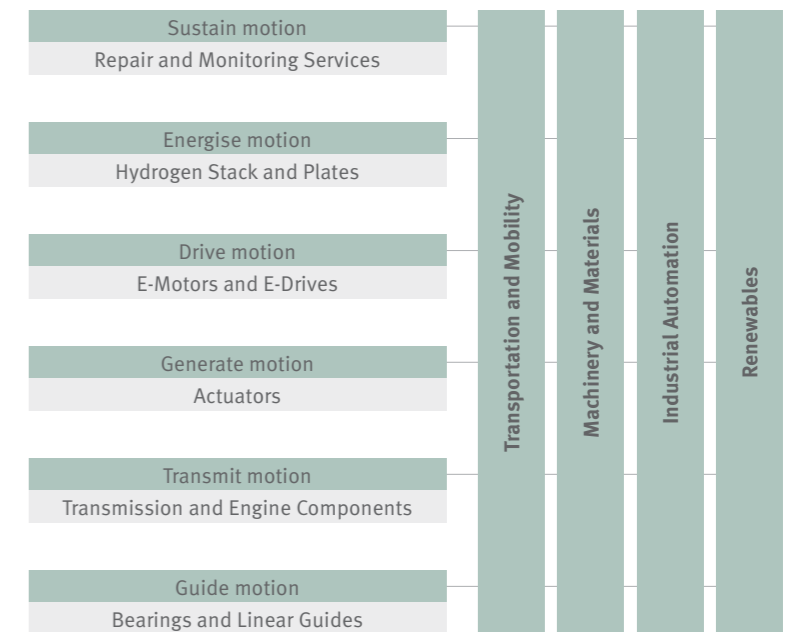 Sustain motion
Repair and Monitoring Services
Energise motion
Hydrogen Stack and Plates
Drive motion
E-Motors and E-Drives
Generate motion
Actuators
Transmit motion
Transmission and Engine Components
Guide motion
Bearings and Linear Guides
Transportation and Mobility
Machinery and Materials
Industrial Automation
Renewables